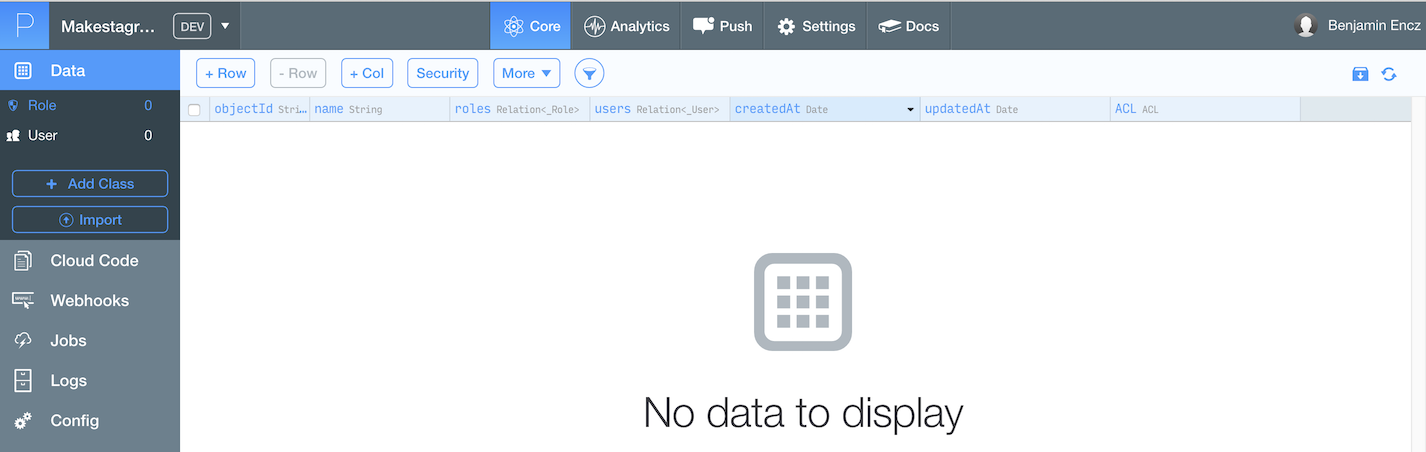 P Makestagr... DEV Core Analytics Push Settings Docs Benjamin Encz
Data + Row - Row + Col Security More
Role 0
User 0
objectId Stri... name String roles Relation<_Role> users Relation<_User> createdAt Date updatedAt Date ACL ACL
+ Add Class
Import
Cloud Code
Webhooks
Jobs
Logs
Config
No data to display